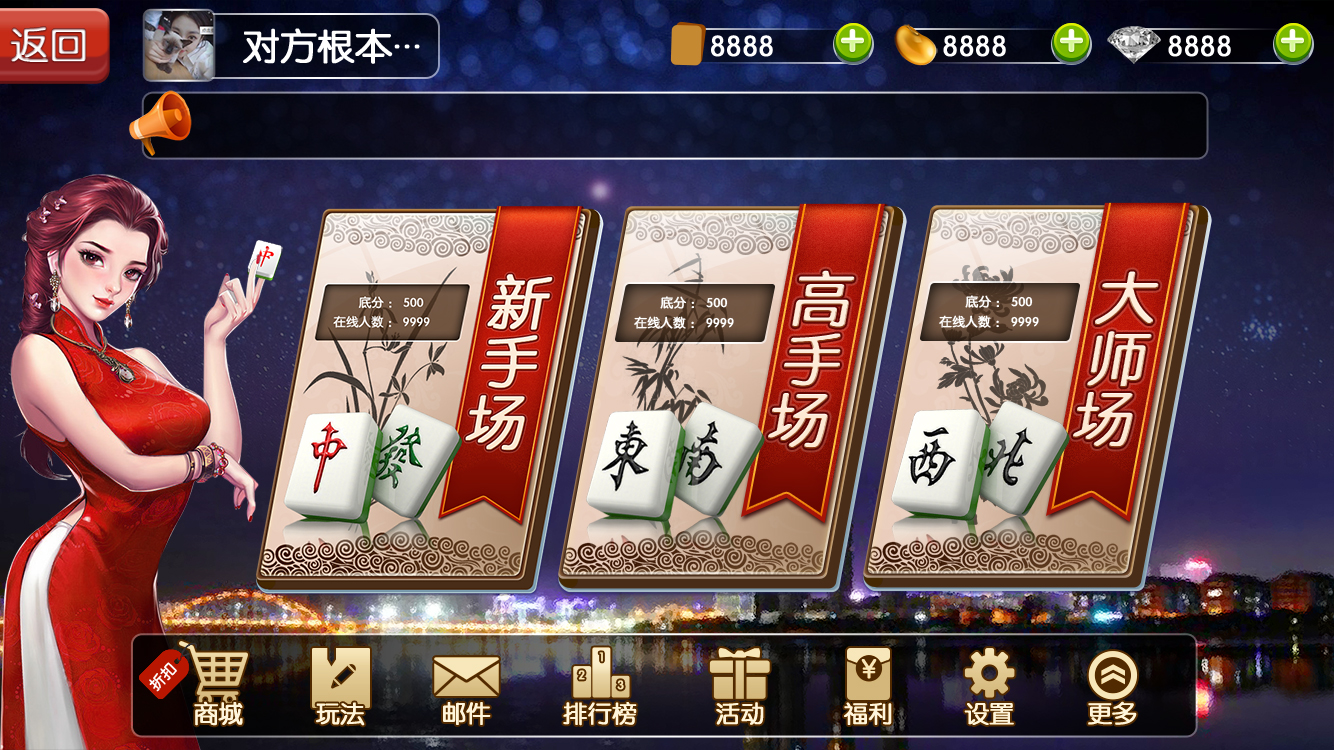 返回
对方根本…
8888
8888
8888
中
底分： 500
在线人数： 9999
新手场
中
發
底分： 500
在线人数： 9999
高手场
東
南
底分： 500
在线人数： 9999
大师场
西
北
折扣
商城
玩法
邮件
1
2
3
排行榜
活动
¥
福利
设置
更多